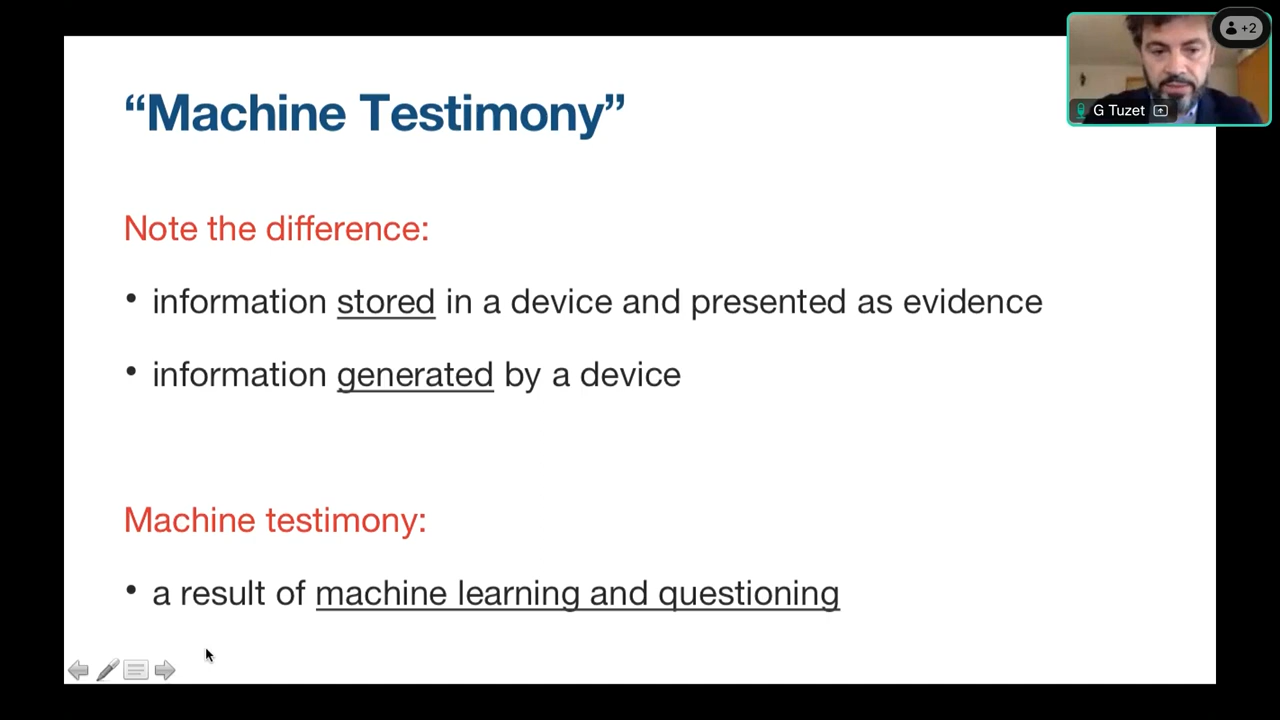 “Machine Testimony”
+2
G Tuzet
Note the difference:
• information stored in a device and presented as evidence
• information generated by a device
Machine testimony:
• a result of machine learning and questioning